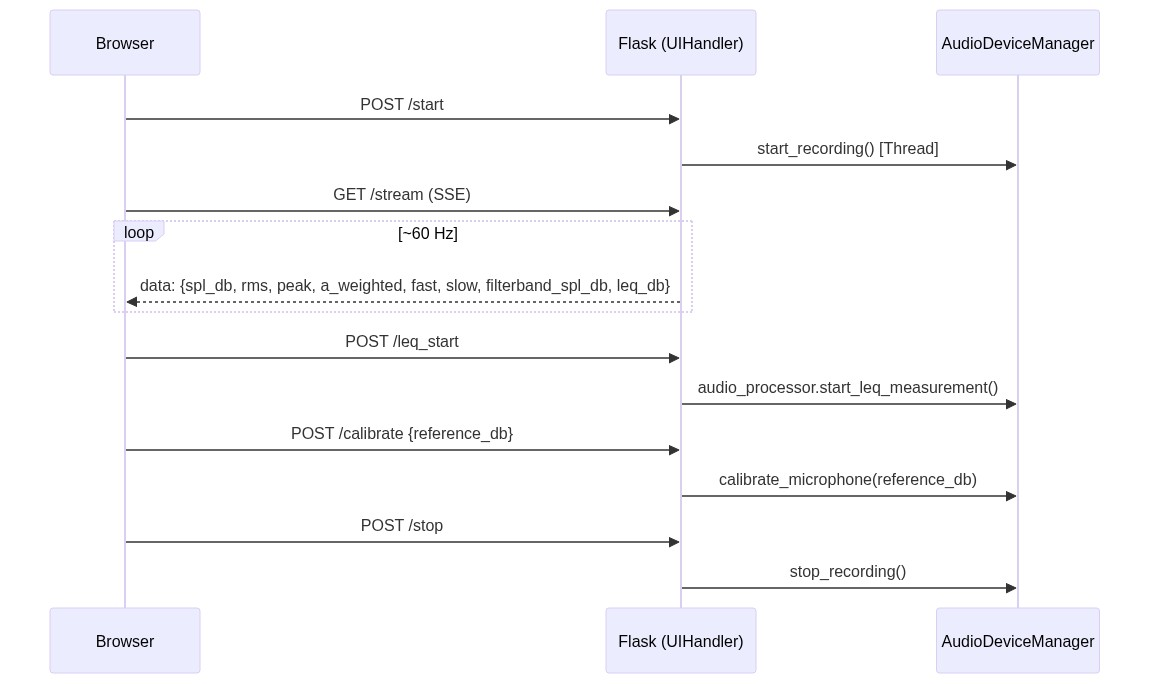 Browser
Flask (UIHandler)
AudioDeviceManager
POST /start
start_recording() [Thread]
GET /stream (SSE)
loop
[~60 Hz]
data: {spl_db, rms, peak, a_weighted, fast, slow, filterband_spl_db, leq_db}
POST /leq_start
audio_processor.start_leq_measurement()
POST /calibrate {reference_db}
calibrate_microphone(reference_db)
POST /stop
stop_recording()
Browser
Flask (UIHandler)
AudioDeviceManager